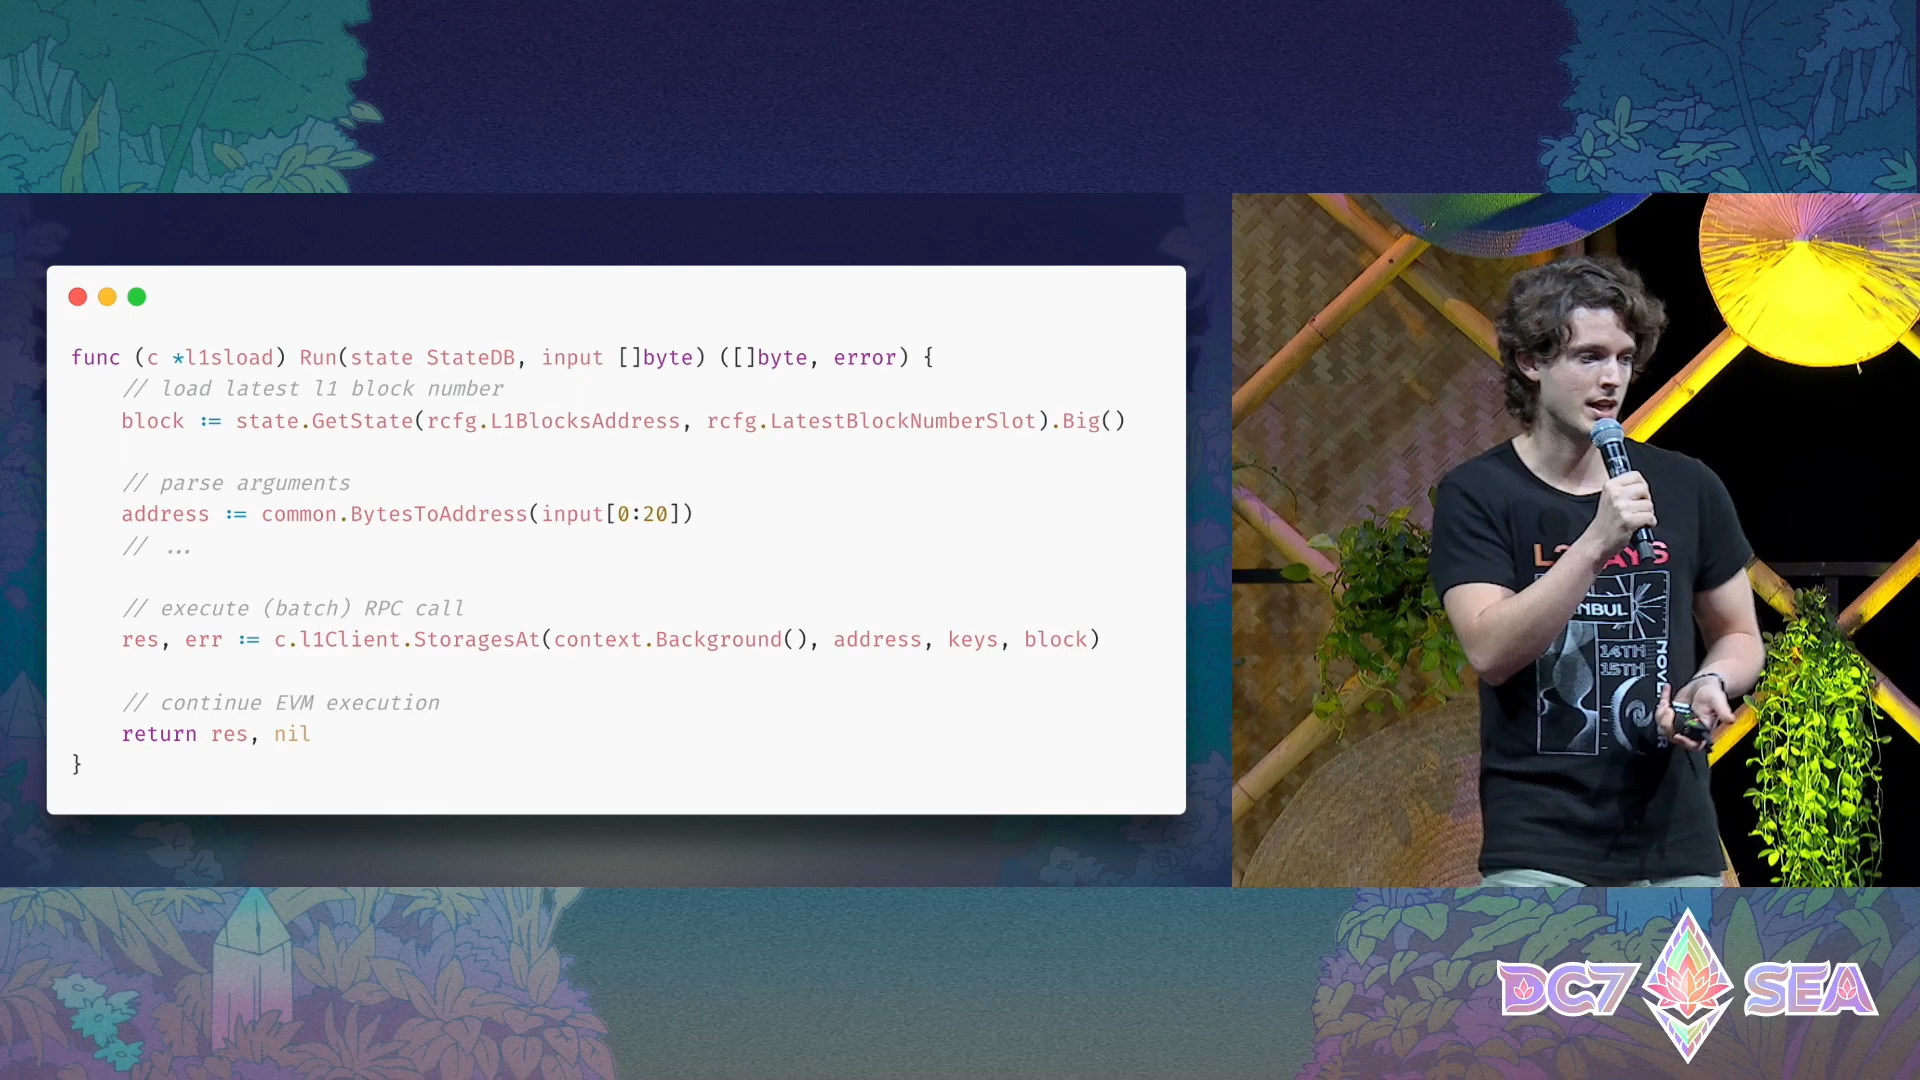 func (c *l1sload) Run(state StateDB, input []byte) ([]byte, error) {
// load latest l1 block number
block := state.GetState(rcfg.L1BlocksAddress, rcfg.LatestBlockNumberSlot).Big()
// parse arguments
address := common.BytesToAddress(input[0:20])
// ...
// execute (batch) RPC call
res, err := c.l1Client.StoragesAt(context.Background(), address, keys, block)
// continue EVM execution
return res, nil
}
14TH
15TH
DC7 SEA